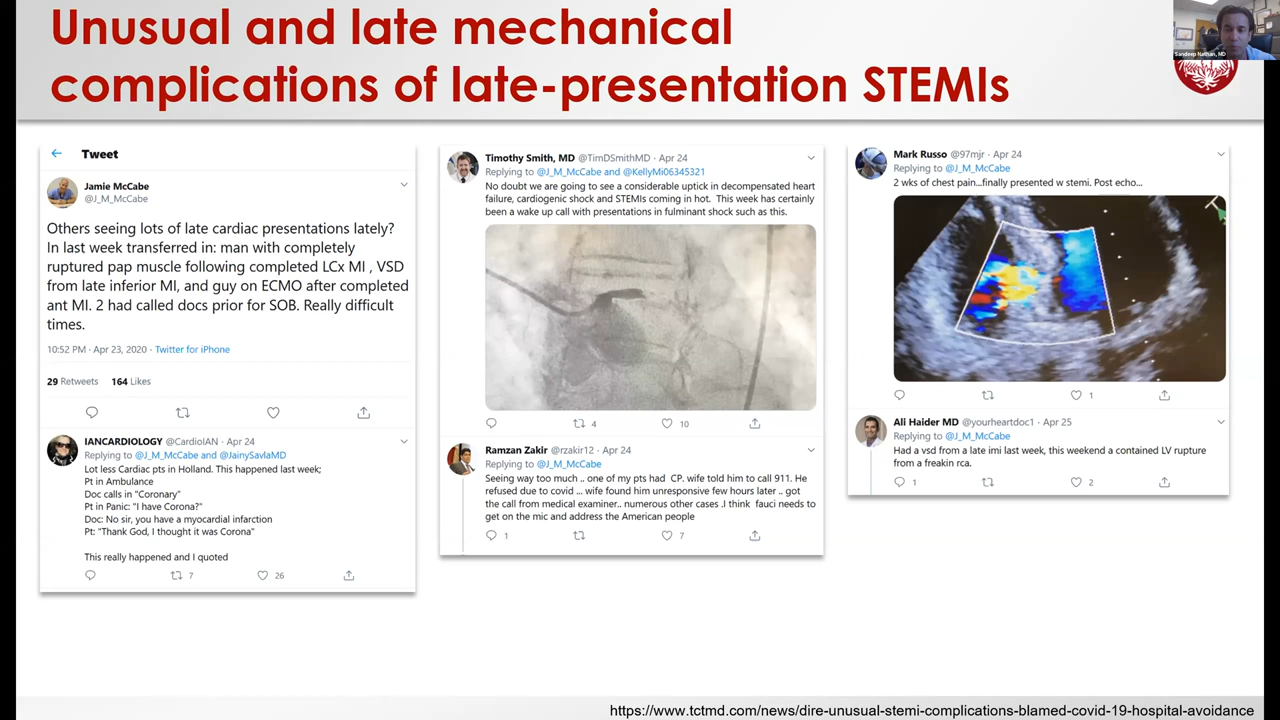 Unusual and late mechanical
complications of late-presentation STEMIs
Sandeep Nathan, MD
Tweet
Jamie McCabe
@J_M_McCabe
Others seeing lots of late cardiac presentations lately?
In last week transferred in: man with completely
ruptured pap muscle following completed LCx MI , VSD
from late inferior MI, and guy on ECMO after completed
ant MI. 2 had called docs prior for SOB. Really difficult
times.
10:52 PM · Apr 23, 2020 · Twitter for iPhone
29 Retweets 164 Likes
IANCARDIOLOGY @CardioIAN · Apr 24
Replying to @J_M_McCabe and @JainySavlaMD
Lot less Cardiac pts in Holland. This happened last week;
Pt in Ambulance
Doc calls in "Coronary"
Pt in Panic: "I have Corona?"
Doc: No sir, you have a myocardial infarction
Pt: "Thank God, I thought it was Corona"
This really happened and I quoted
7 26
Timothy Smith, MD @TimDSmithMD · Apr 24
Replying to @J_M_McCabe and @KellyMi06345321
No doubt we are going to see a considerable uptick in decompensated heart
failure, cardiogenic shock and STEMIs coming in hot. This week has certainly
been a wake up call with presentations in fulminant shock such as this.
4 10
Ramzan Zakir @rzakir12 · Apr 24
Replying to @J_M_McCabe
Seeing way too much .. one of my pts had CP. wife told him to call 911. He
refused due to covid ... wife found him unresponsive few hours later .. got
the call from medical examiner.. numerous other cases .I think fauci needs to
get on the mic and address the American people
1 7
Mark Russo @97mjr · Apr 24
Replying to @J_M_McCabe
2 wks of chest pain...finally presented w stemi. Post echo...
1
Ali Haider MD @yourheartdoc1 · Apr 25
Replying to @J_M_McCabe
Had a vsd from a late imi last week, this weekend a contained LV rupture
from a freakin rca.
1 2
https://www.tctmd.com/news/dire-unusual-stemi-complications-blamed-covid-19-hospital-avoidance